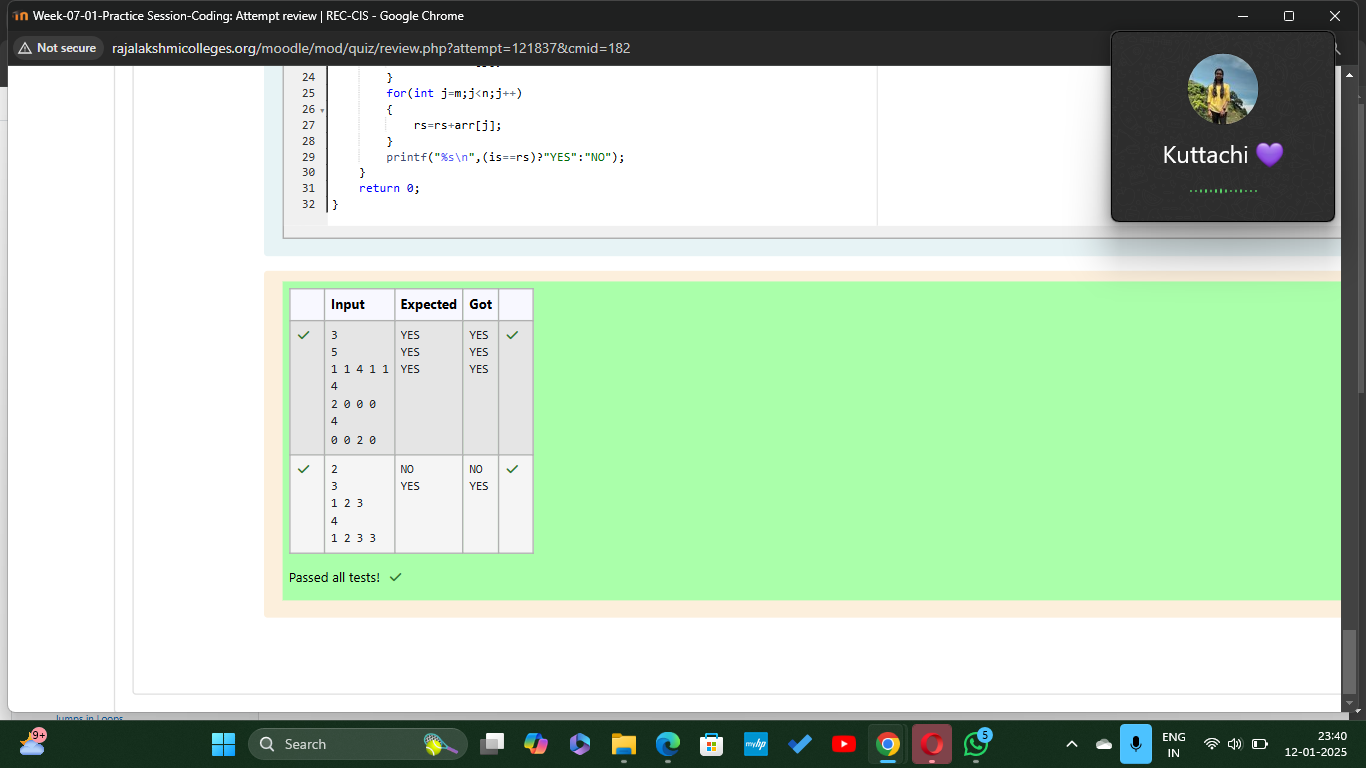 Week-07-01-Practice Session-Coding: Attempt review | REC-CIS - Google Chrome
Not secure rajalakshmicolleges.org/moodle/mod/quiz/review.php?attempt=121837&cmid=182
Kuttachi 💜
24 }
25 for(int j=m;j<n;j++)
26 {
27 rs=rs+arr[j];
28 }
29 printf("%s\n",(is==rs)?"YES":"NO");
30 }
31 return 0;
32 }
Input Expected Got
3 YES YES
5 YES YES
1 1 4 1 1 YES YES
4
2 0 0 0
4
0 0 2 0
2 NO NO
3 YES YES
1 2 3
4
1 2 3 3
Passed all tests!
Jumps in Loops
9+
Search
myhp
5
ENG
IN
23:40
12-01-2025